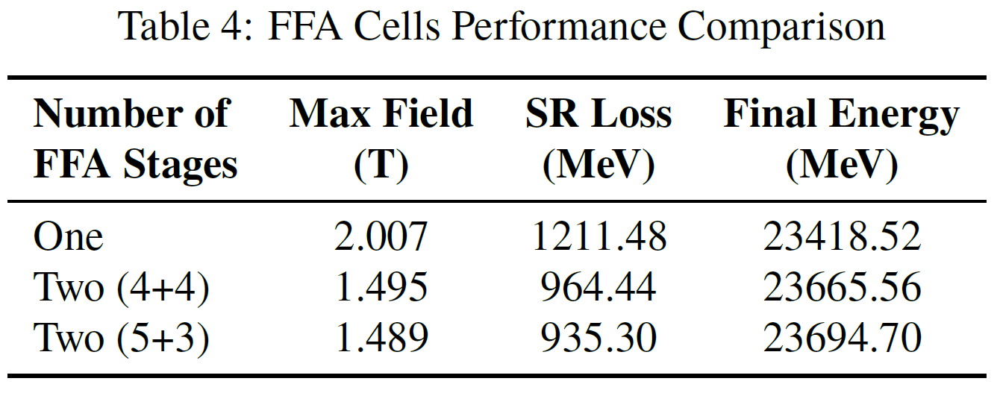 Table 4: FFA Cells Performance Comparison
Number of FFA Stages Max Field (T) SR Loss (MeV) Final Energy (MeV)
One 2.007 1211.48 23418.52
Two (4+4) 1.495 964.44 23665.56
Two (5+3) 1.489 935.30 23694.70